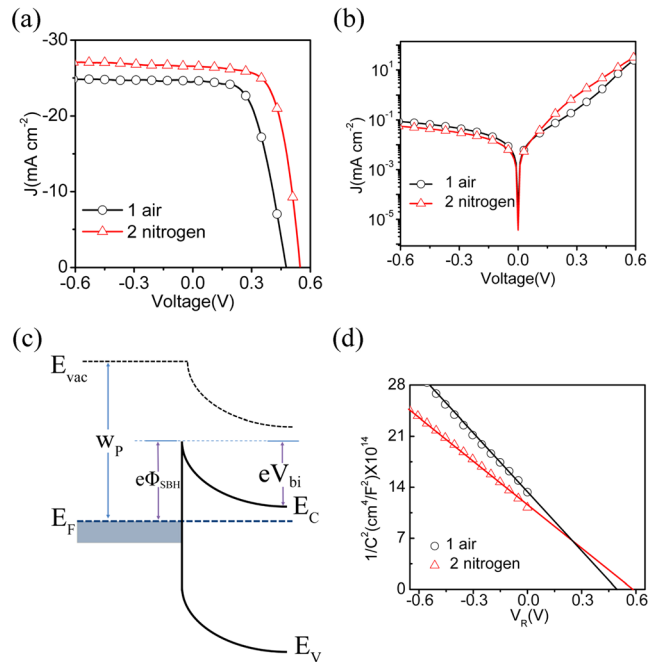 (a)
-30
-20
-10
0
J(mA cm⁻²)
1 air
2 nitrogen
-0.6 -0.3 0.0 0.3 0.6
Voltage(V)
(b)
10¹
10⁻¹
10⁻³
10⁻⁵
J(mA cm⁻²)
1 air
2 nitrogen
-0.6 -0.3 0.0 0.3 0.6
Voltage(V)
(c)
E_vac
W_P
eΦ_SBH
eV_bi
E_C
E_F
E_V
(d)
28
21
14
7
0
1/C²(cm⁴/F²)X10¹⁴
1 air
2 nitrogen
-0.6 -0.3 0.0 0.3 0.6
V_R(V)